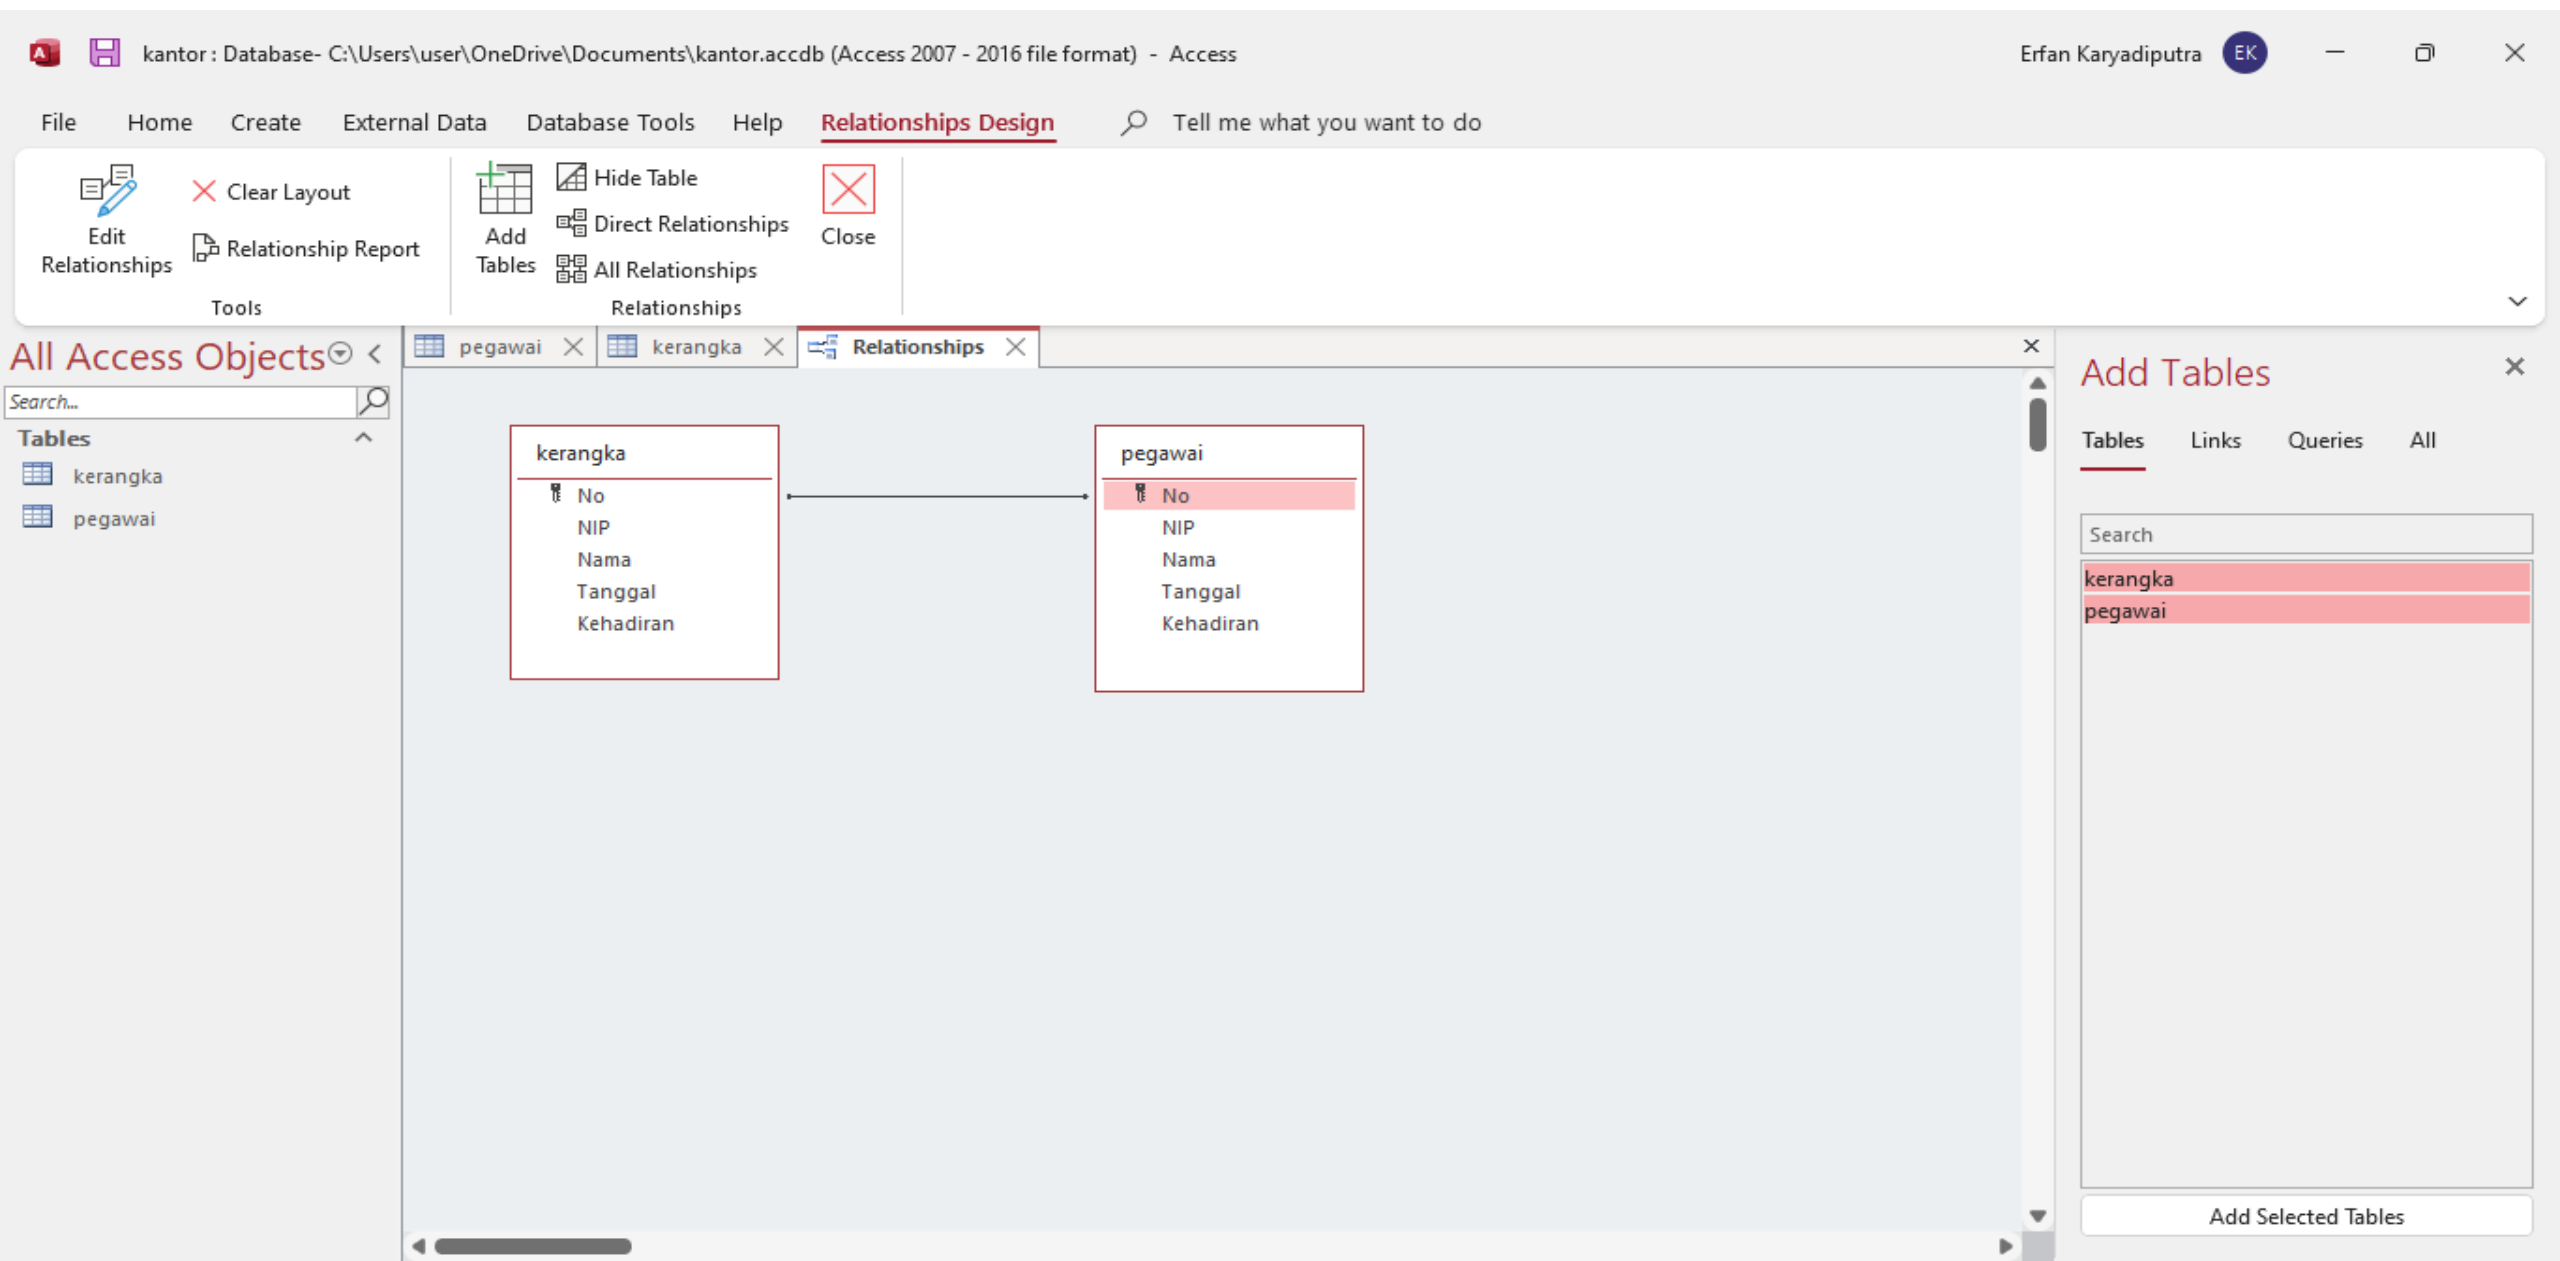 kantor : Database- C:\Users\user\OneDrive\Documents\kantor.accdb (Access 2007 - 2016 file format) - Access
Erfan Karyadiputra EK
File Home Create External Data Database Tools Help Relationships Design Tell me what you want to do
Edit Relationships
Clear Layout
Relationship Report
Tools
Add Tables
Hide Table
Direct Relationships
All Relationships
Close
Relationships
All Access Objects
Search...
Tables
kerangka
pegawai
pegawai kerangka Relationships
kerangka
No
NIP
Nama
Tanggal
Kehadiran
pegawai
No
NIP
Nama
Tanggal
Kehadiran
Add Tables
Tables Links Queries All
Search
kerangka
pegawai
Add Selected Tables